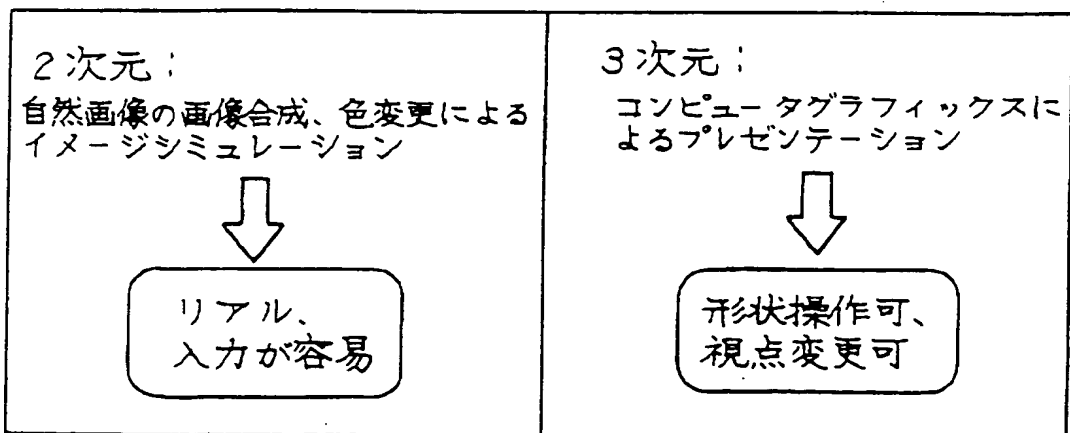 2次元:
自然画像の画像合成、色変更による
イメージシミュレーション
リアル、
入力が容易
3次元:
コンピュータグラフィックスに
よるプレゼンテーション
形状操作可、
視点変更可